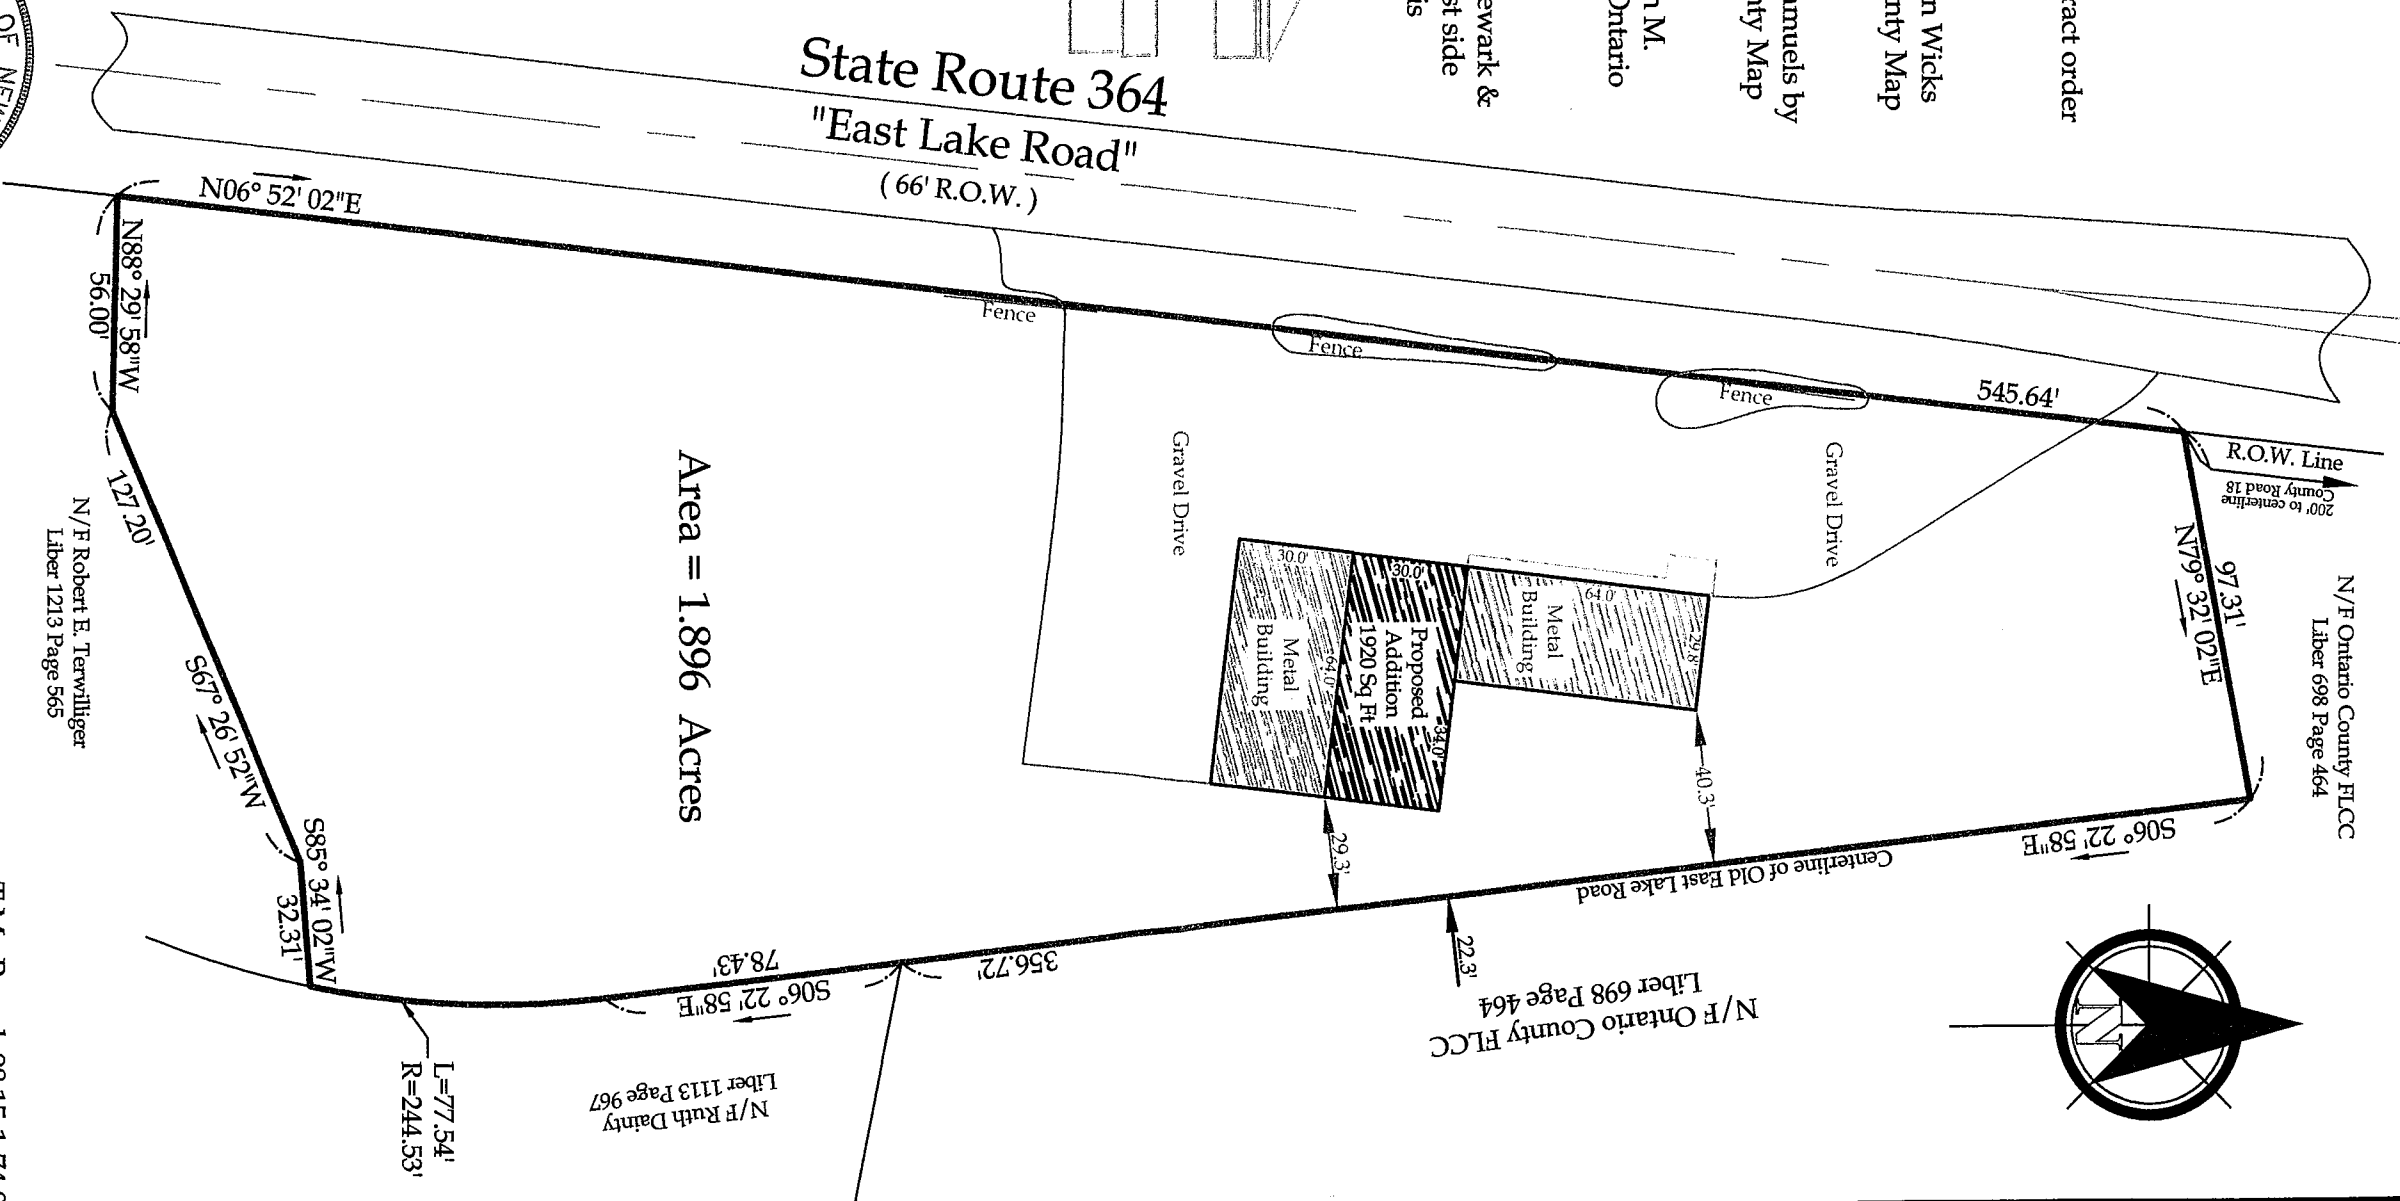 OF NEW
ewark &
st side
is
n M.
Ontario
amuels by
nty Map
n Wicks
unty Map
ract order
State Route 364
"East Lake Road"
( 66' R.O.W. )
N06° 52' 02"E
545.64'
R.O.W. Line
200' to centerline
County Road 18
N88° 29' 58"W
56.00'
Fence
Fence
Fence
Gravel Drive
Gravel Drive
97.31'
N79° 32' 02"E
N/F Ontario County FLCC
Liber 698 Page 464
127.20'
S67° 26' 52"W
N/F Robert E. Terwilliger
Liber 1213 Page 565
Area = 1.896 Acres
30.0'
64.0'
Metal
Building
30.0'
34.0'
Proposed
Addition
1920 Sq Ft
64.0'
29.8'
Metal
Building
40.3'
29.3'
22.3'
S06° 22' 58"E
Centerline of Old East Lake Road
356.72'
S85° 34' 02"W
32.31'
78.43'
S06° 22' 58"E
N/F Ontario County FLCC
Liber 698 Page 464
N/F Ruth Dainty
Liber 1113 Page 967
L=77.54'
R=244.53'
N